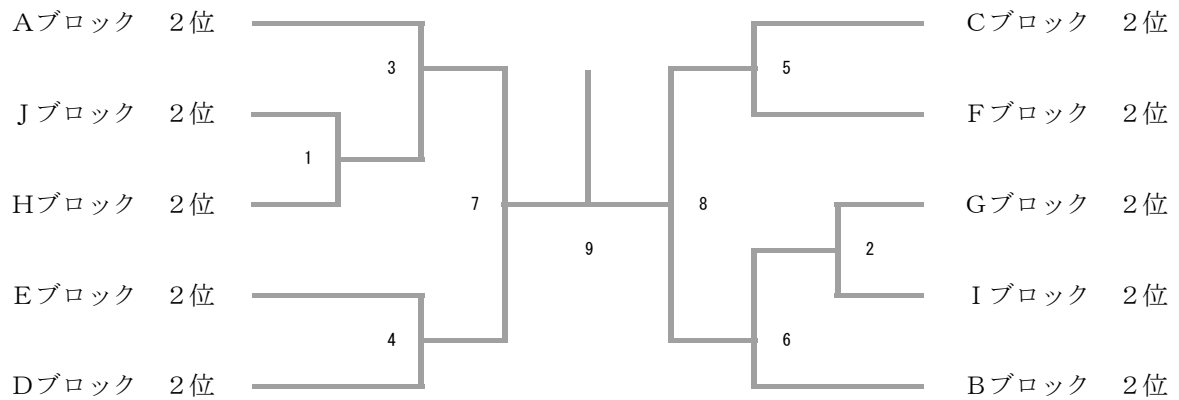 Aブロック　２位
Cブロック　２位
3
5
Jブロック　２位
Fブロック　２位
1
Hブロック　２位
7
8
Gブロック　２位
9
2
Eブロック　２位
Iブロック　２位
4
6
Dブロック　２位
Bブロック　２位